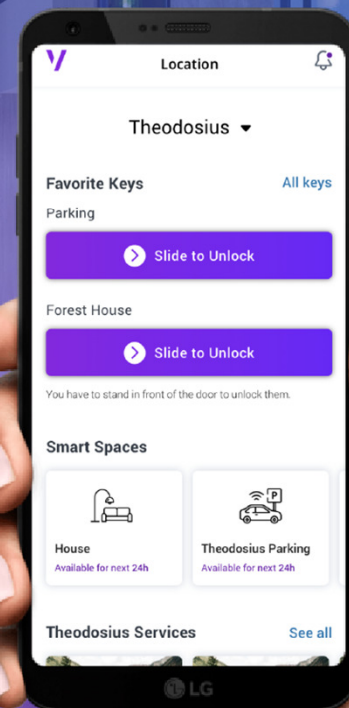 Location
Theodosius
Favorite Keys
All keys
Parking
Slide to Unlock
Forest House
Slide to Unlock
You have to stand in front of the door to unlock them.
Smart Spaces
P
House
Available for next 24h
Theodosius Parking
Available for next 24h
Theodosius Services
See all
LG